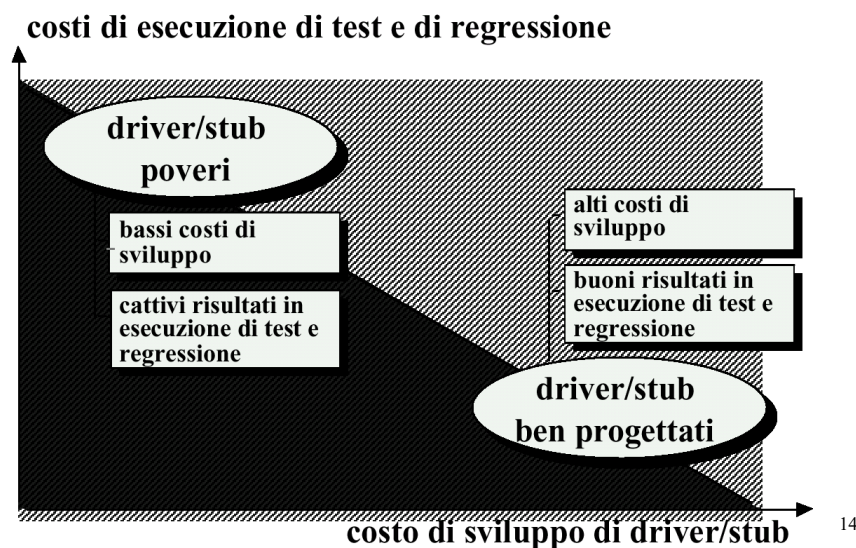 costi di esecuzione di test e di regressione
driver/stub
poveri
bassi costi di
sviluppo
cattivi risultati in
esecuzione di test e
regressione
alti costi di
sviluppo
buoni risultati in
esecuzione di test e
regressione
driver/stub
ben progettati
costo di sviluppo di driver/stub
14